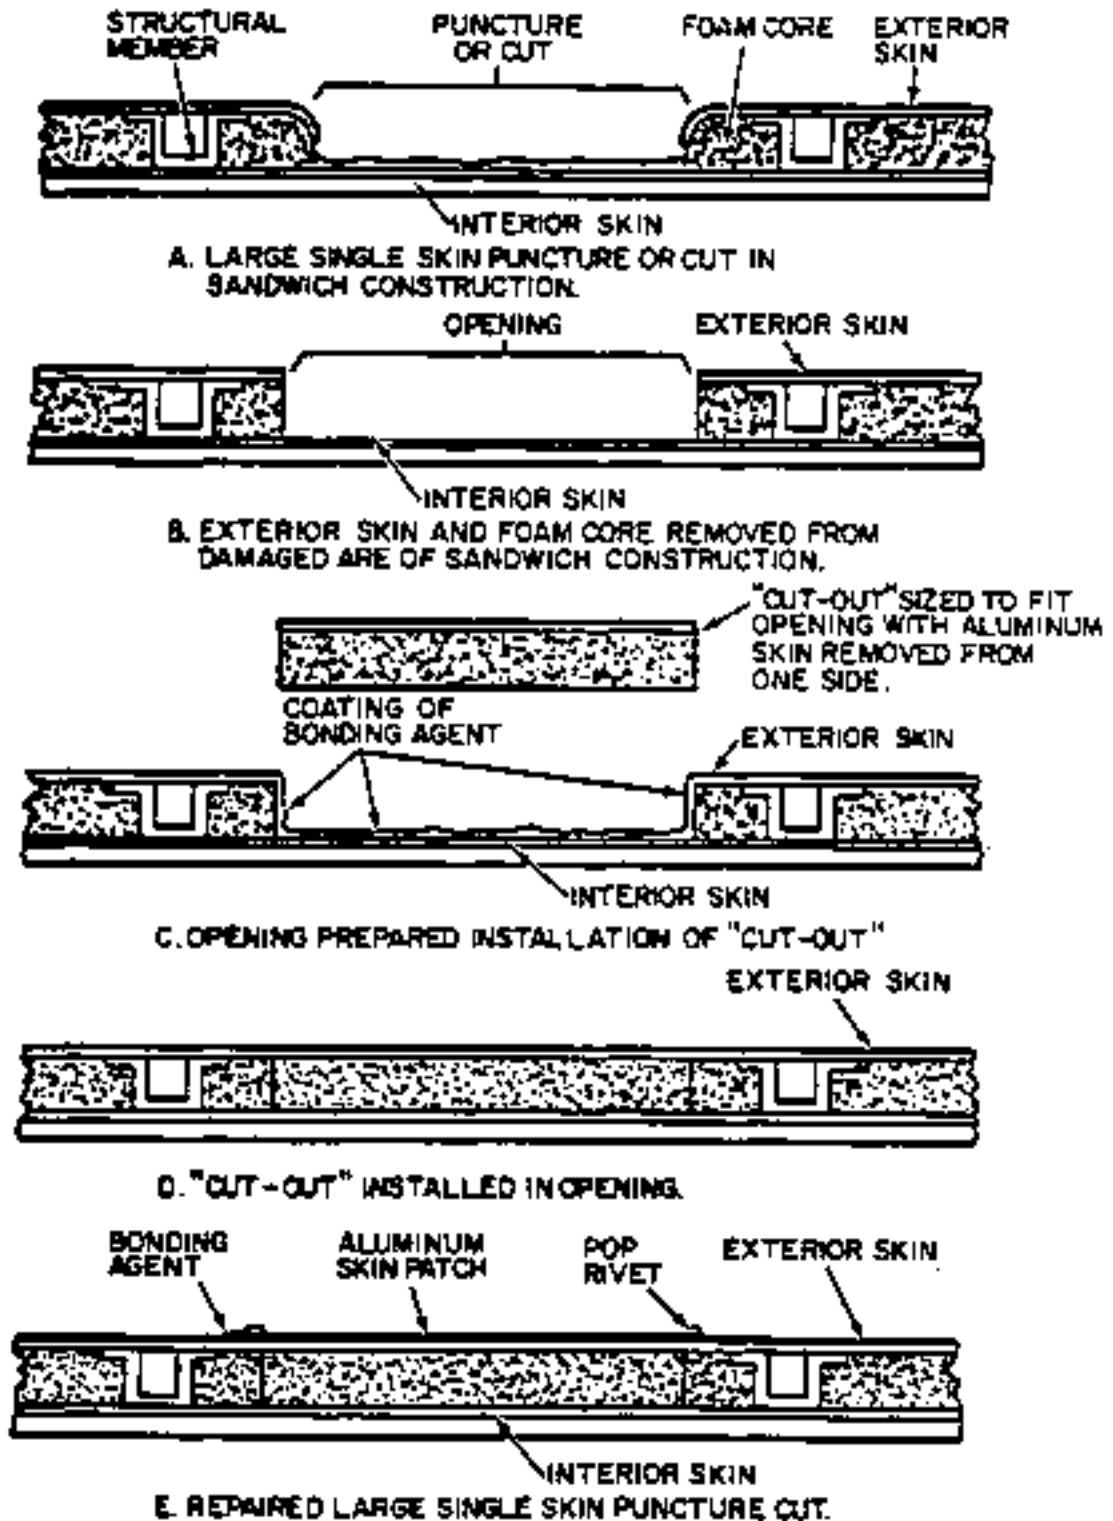 STRUCTURAL
MEMBER
PUNCTURE
OR CUT
FOAM CORE
EXTERIOR
SKIN
INTERIOR SKIN
A. LARGE SINGLE SKIN PUNCTURE OR CUT IN
SANDWICH CONSTRUCTION.
OPENING
EXTERIOR SKIN
INTERIOR SKIN
B. EXTERIOR SKIN AND FOAM CORE REMOVED FROM
DAMAGED ARE OF SANDWICH CONSTRUCTION.
"CUT-OUT" SIZED TO FIT
OPENING WITH ALUMINUM
SKIN REMOVED FROM
ONE SIDE.
COATING OF
BONDING AGENT
EXTERIOR SKIN
INTERIOR SKIN
C. OPENING PREPARED INSTALLATION OF "CUT-OUT"
EXTERIOR SKIN
D. "CUT-OUT" INSTALLED IN OPENING.
BONDING
AGENT
ALUMINUM
SKIN PATCH
POP
RIVET
EXTERIOR SKIN
INTERIOR SKIN
E. REPAIRED LARGE SINGLE SKIN PUNCTURE CUT.